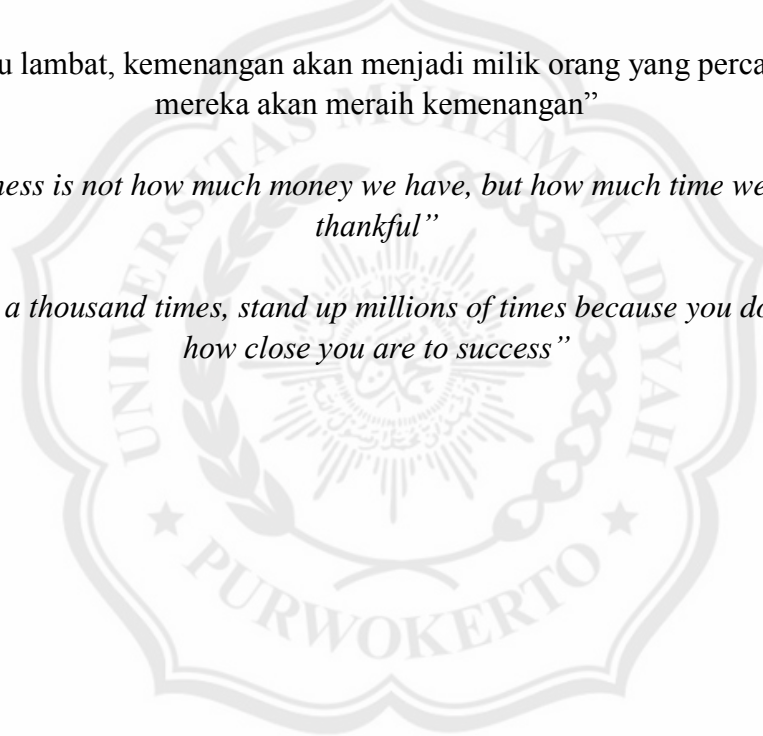 u lambat, kemenangan akan menjadi milik orang yang perca
mereka akan meraih kemenangan”
ness is not how much money we have, but how much time we
thankful”
a thousand times, stand up millions of times because you do
how close you are to success”
UNIVERSITAS MUHAMMADIYAH
PURWOKERTO